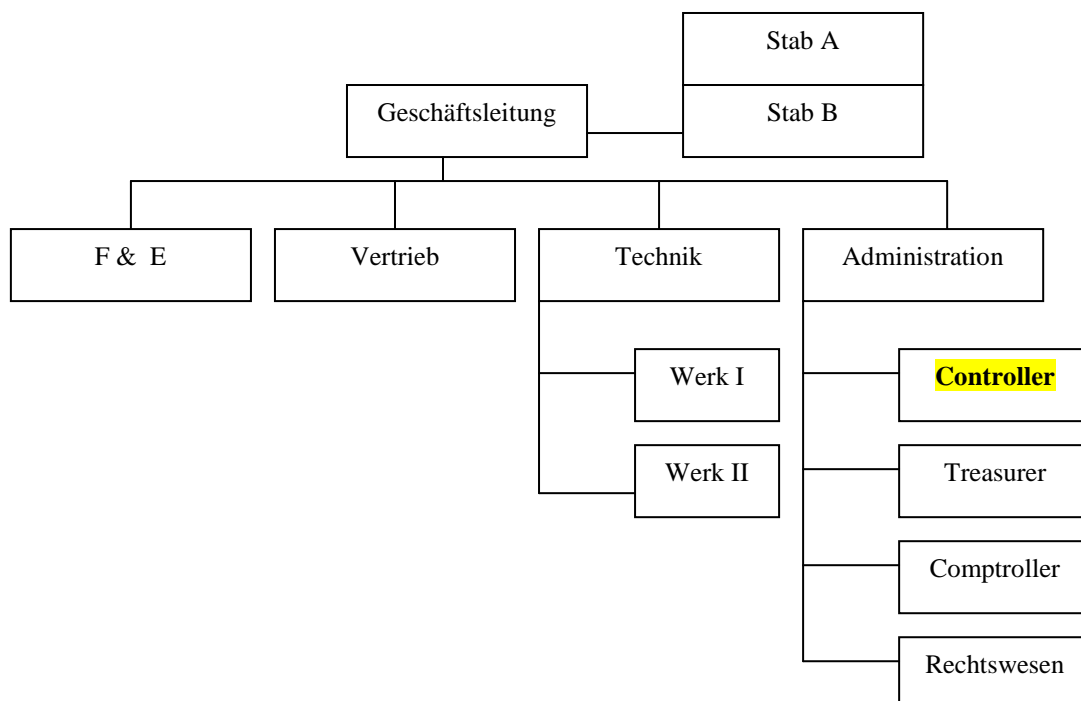 Stab A
Geschäftsleitung
Stab B
F & E
Vertrieb
Technik
Administration
Werk I
Controller
Werk II
Treasurer
Comptroller
Rechtswesen